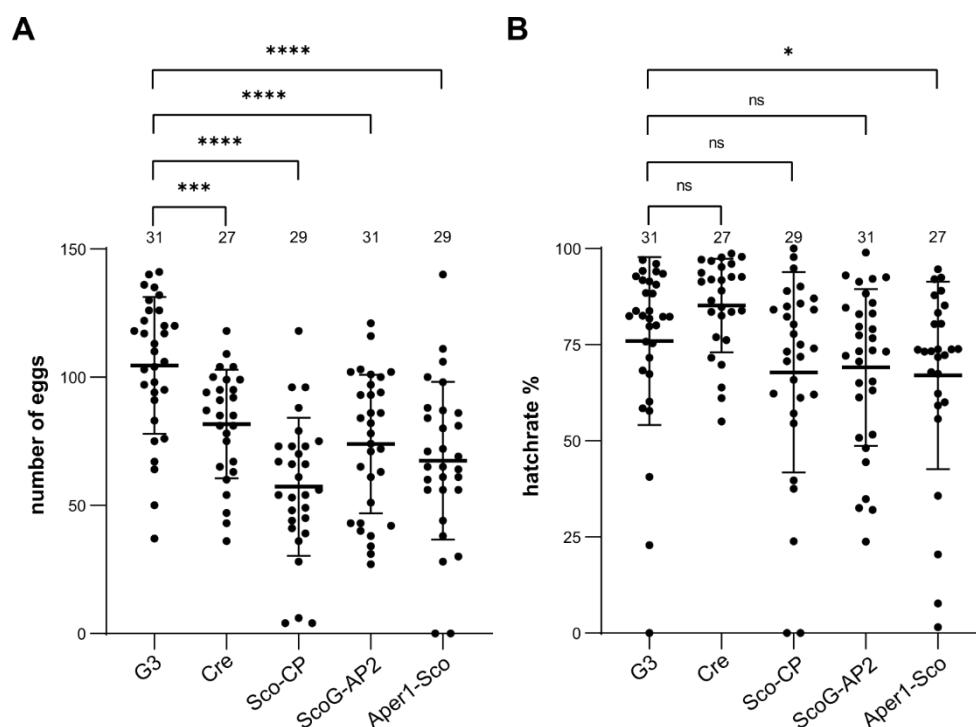 A
****
****
****
***
31 27 29 31 29
150
100
50
0
number of eggs
G3 Cre Sco-CP ScoG-AP2 Aper1-Sco
B
*
ns
ns
ns
31 27 29 31 27
100
75
50
25
0
hatchrate %
G3 Cre Sco-CP ScoG-AP2 Aper1-Sco